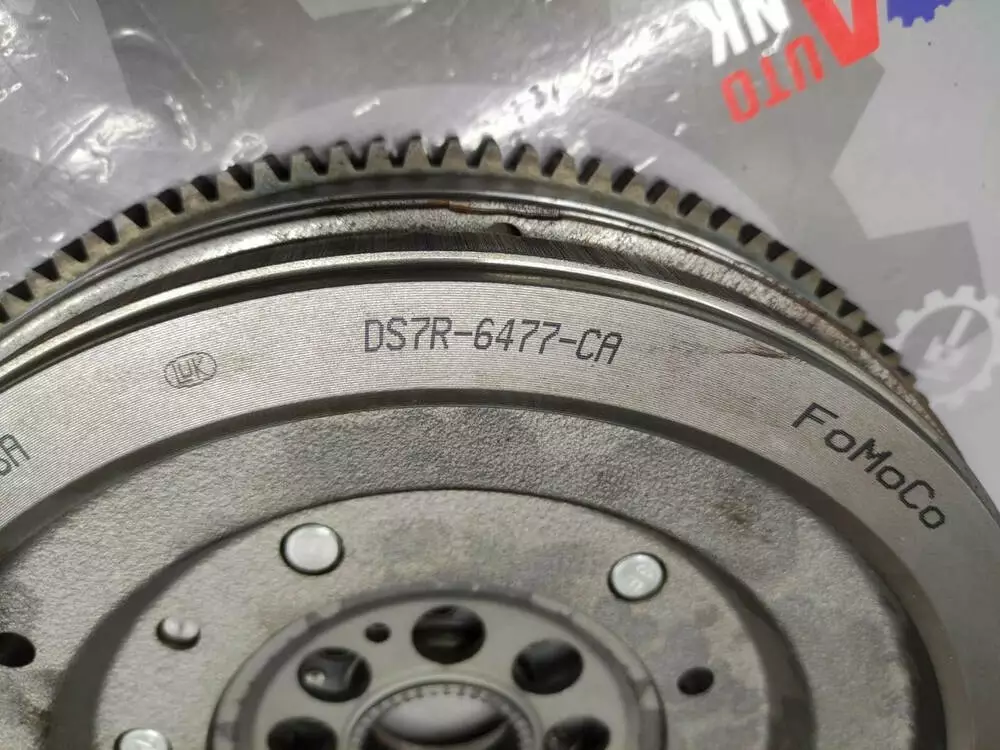 AUTO
NK
LUK
DS7R-6477-CA
FoMoCo